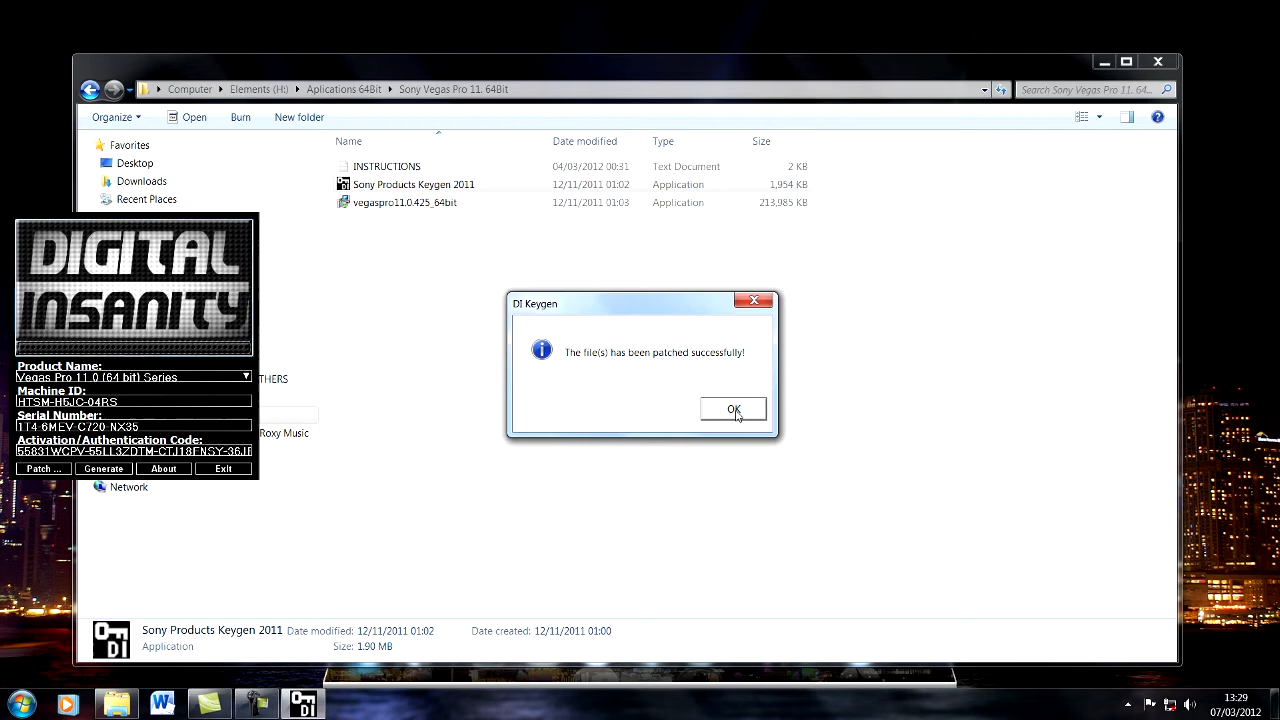 Computer Elements (H:) Aplications 64Bit Sony Vegas Pro 11. 64Bit Search Sony Vegas Pro 11. 64...
Organize Open Burn New folder
Name Date modified Type Size
Favorites
Desktop
Downloads
Recent Places
INSTRUCTIONS 04/03/2012 00:31 Text Document 2 KB
Sony Products Keygen 2011 12/11/2011 01:02 Application 1,954 KB
vegaspro11.0.425_64bit 12/11/2011 01:03 Application 213,985 KB
DIGITAL
INSANITY
Product Name:
Vegas Pro 11.0 (64 bit) Series
Machine ID:
HTSM-H5JC-04RS
Serial Number:
1T4-6MEV-C720-NX35
Activation/Authentication Code:
Patch ... Generate About Exit
THERS
Roxy Music
Network
DI Keygen
The file(s) has been patched successfully!
OK
Sony Products Keygen 2011 Date modified: 12/11/2011 01:02 Date created: 12/11/2011 01:00
Application Size: 1.90 MB
DI
W
DI
13:29
07/03/2012